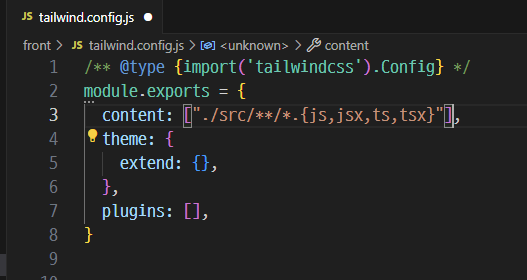 JS tailwind.config.js
front > JS tailwind.config.js > <unknown> > content
1 /** @type {import('tailwindcss').Config} */
2 module.exports = {
3   content: ["./src/**/*.{js,jsx,ts,tsx}"],
4   theme: {
5     extend: {},
6   },
7   plugins: [],
8 }
9
10